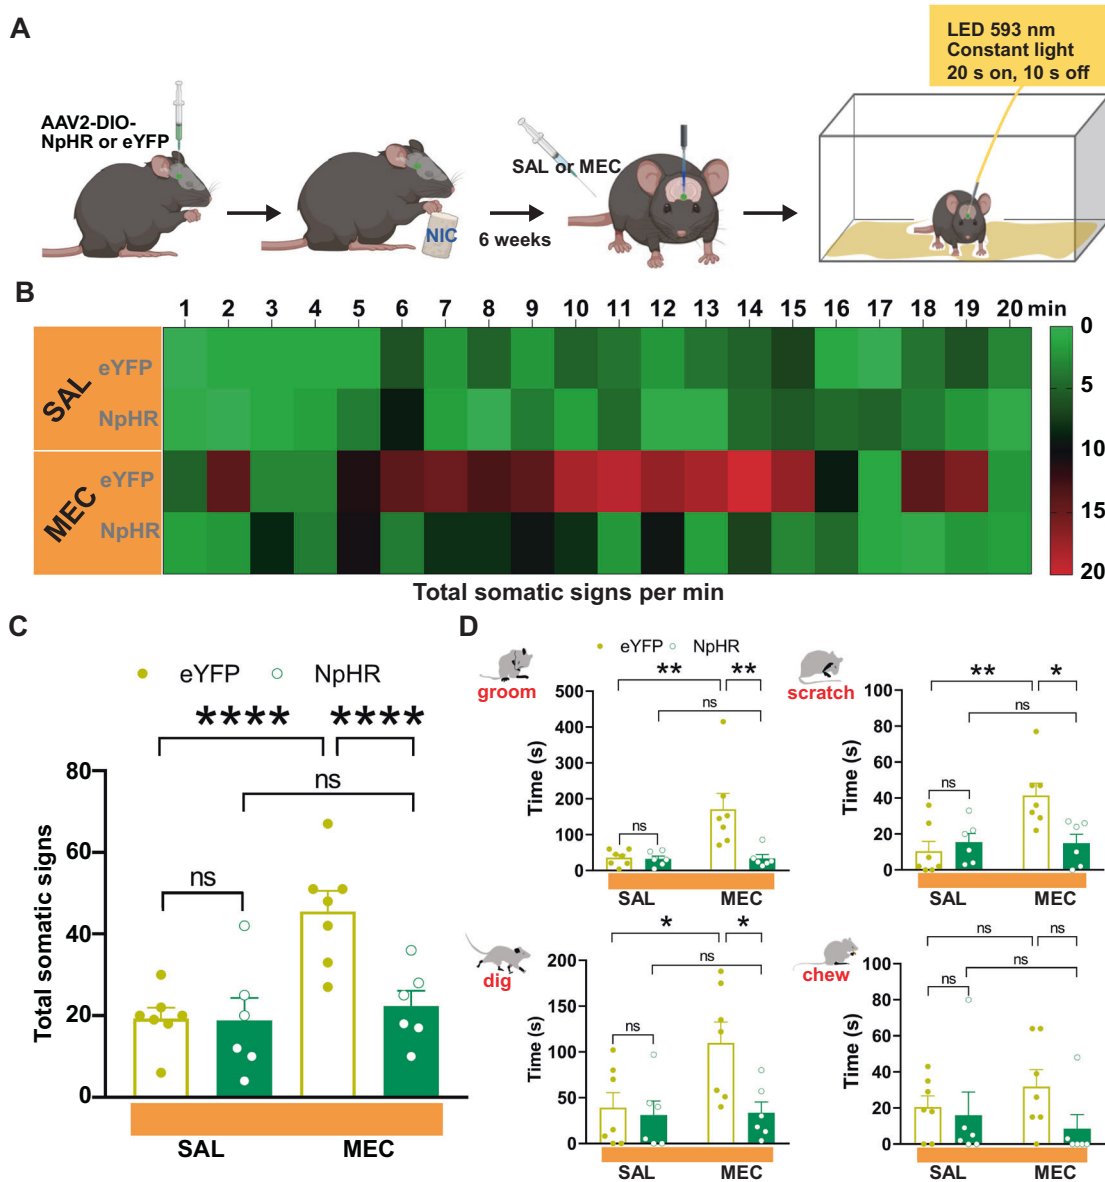 A
LED 593 nm
Constant light
20 s on, 10 s off
AAV2-DIO-
NpHR or eYFP
SAL or MEC
NIC
6 weeks
B
1 2 3 4 5 6 7 8 9 10 11 12 13 14 15 16 17 18 19 20 min
SAL
eYFP
NpHR
MEC
eYFP
NpHR
0
5
10
15
20
Total somatic signs per min
C
eYFP NpHR
**** ****
ns
ns
Total somatic signs
80
60
40
20
0
SAL MEC
D
eYFP NpHR
groom
** **
ns
ns
Time (s)
500
400
300
200
100
0
SAL MEC
scratch
** *
ns
ns
Time (s)
100
80
60
40
20
0
SAL MEC
dig
* *
ns
ns
Time (s)
200
150
100
50
0
SAL MEC
chew
ns ns
ns
ns
Time (s)
100
80
60
40
20
0
SAL MEC